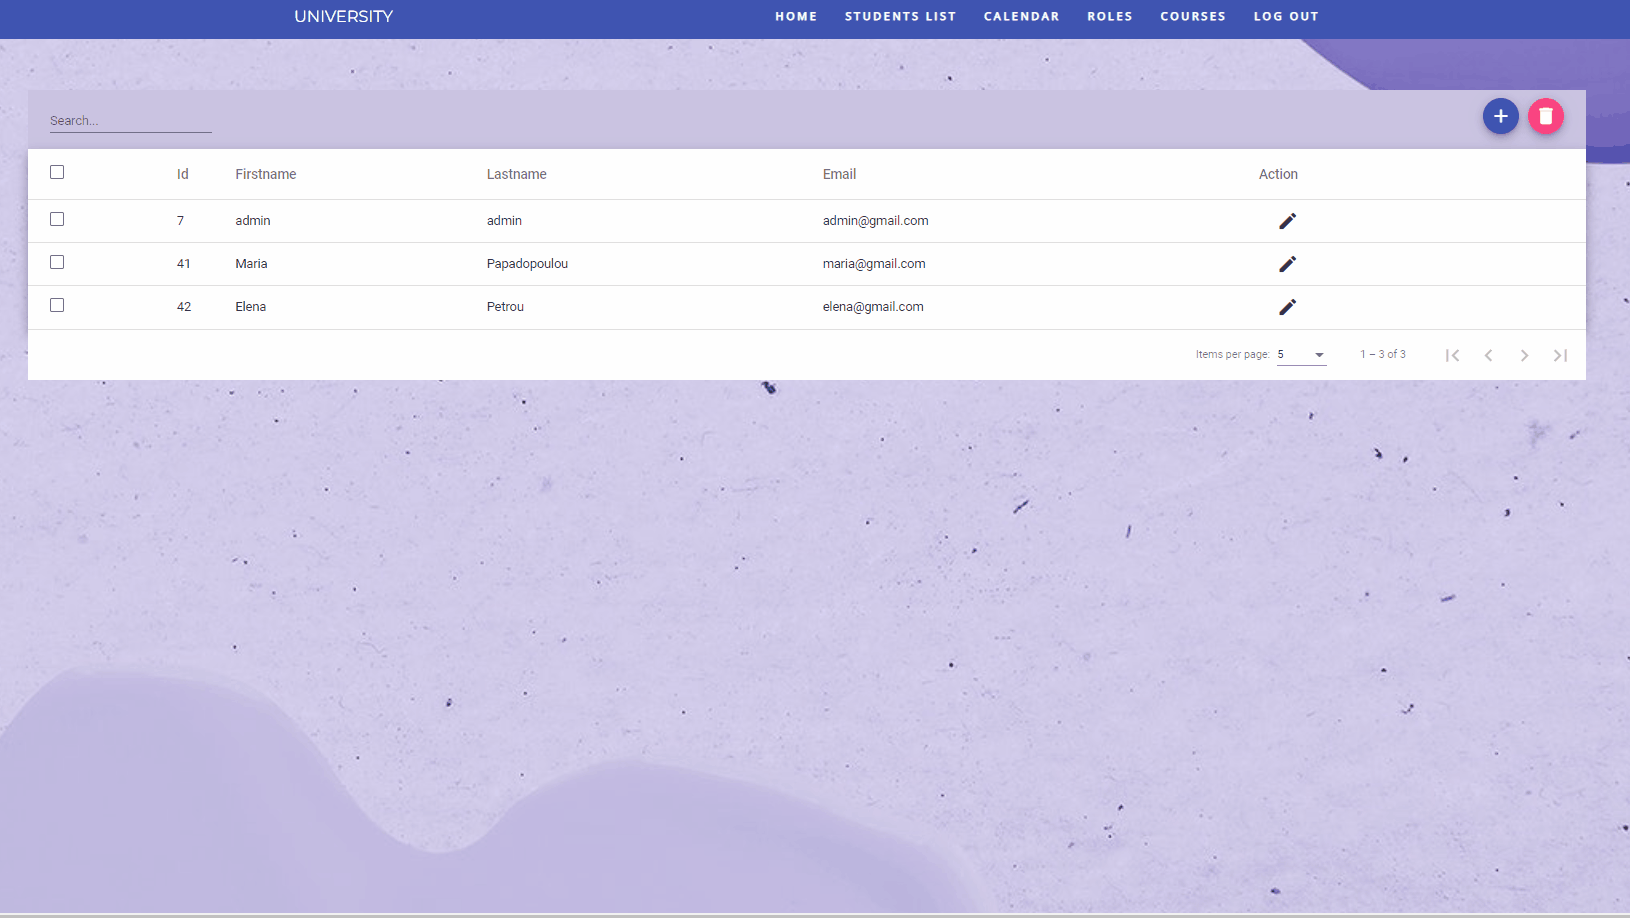 UNIVERSITY HOME STUDENTS LIST CALENDAR ROLES COURSES LOG OUT
Search...
Id Firstname Lastname Email Action
7 admin admin admin@gmail.com
41 Maria Papadopoulou maria@gmail.com
42 Elena Petrou elena@gmail.com
Items per page: 5 1 – 3 of 3